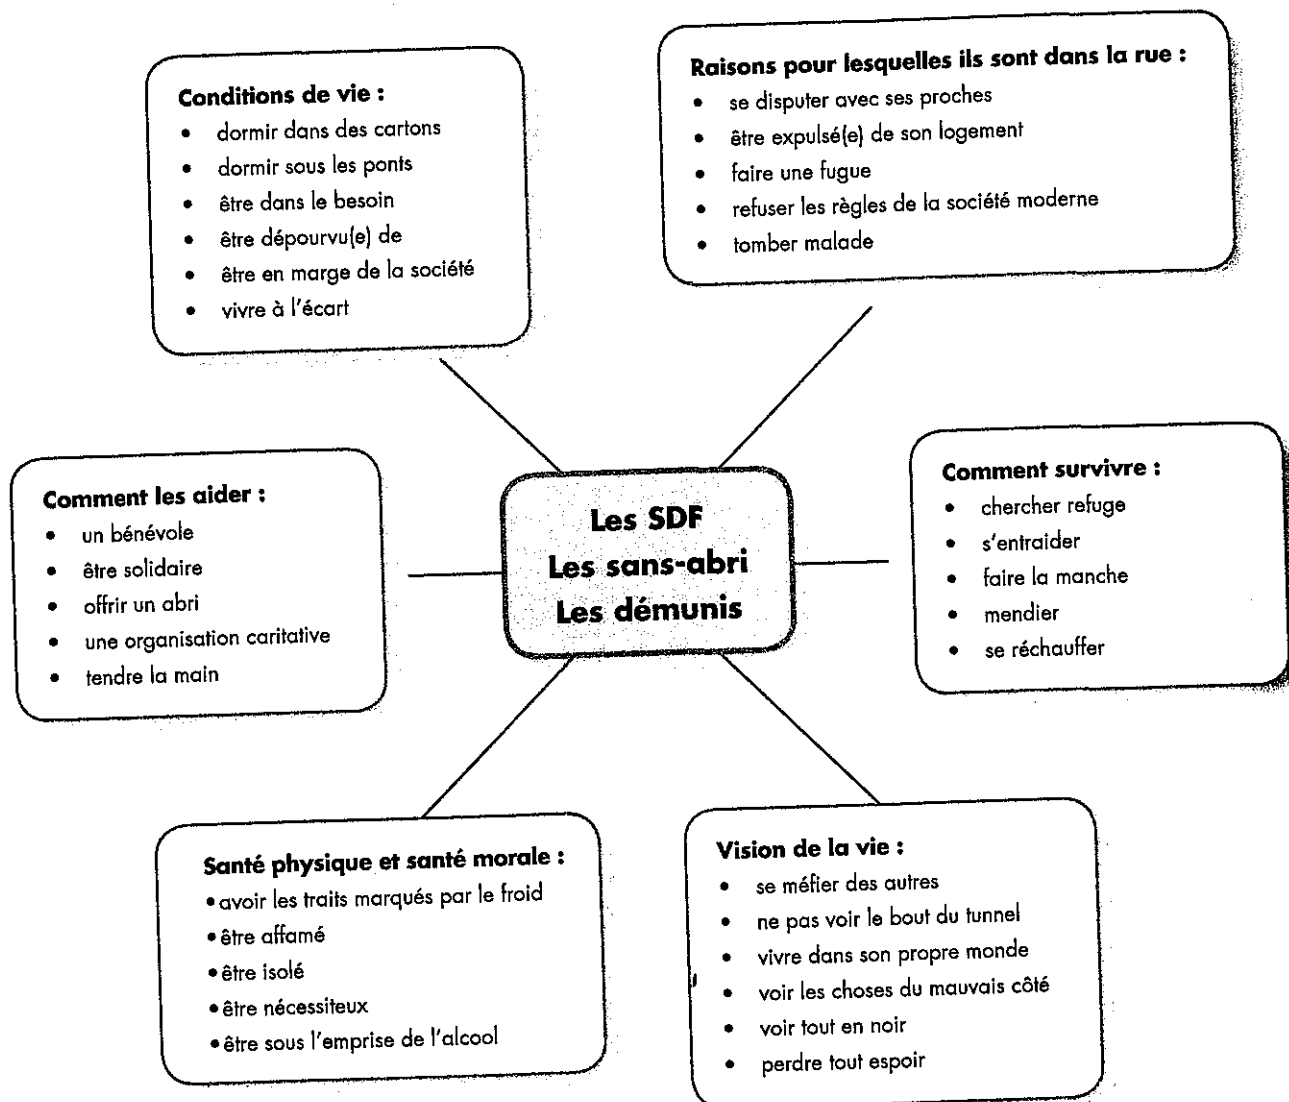 Conditions de vie :
• dormir dans des cartons
• dormir sous les ponts
• être dans le besoin
• être dépourvu(e) de
• être en marge de la société
• vivre à l'écart
Raisons pour lesquelles ils sont dans la rue :
• se disputer avec ses proches
• être expulsé(e) de son logement
• faire une fugue
• refuser les règles de la société moderne
• tomber malade
Comment les aider :
• un bénévole
• être solidaire
• offrir un abri
• une organisation caritative
• tendre la main
Les SDF
Les sans-abri
Les démunis
Comment survivre :
• chercher refuge
• s'entraider
• faire la manche
• mendier
• se réchauffer
Santé physique et santé morale :
• avoir les traits marqués par le froid
• être affamé
• être isolé
• être nécessiteux
• être sous l'emprise de l'alcool
Vision de la vie :
• se méfier des autres
• ne pas voir le bout du tunnel
• vivre dans son propre monde
• voir les choses du mauvais côté
• voir tout en noir
• perdre tout espoir